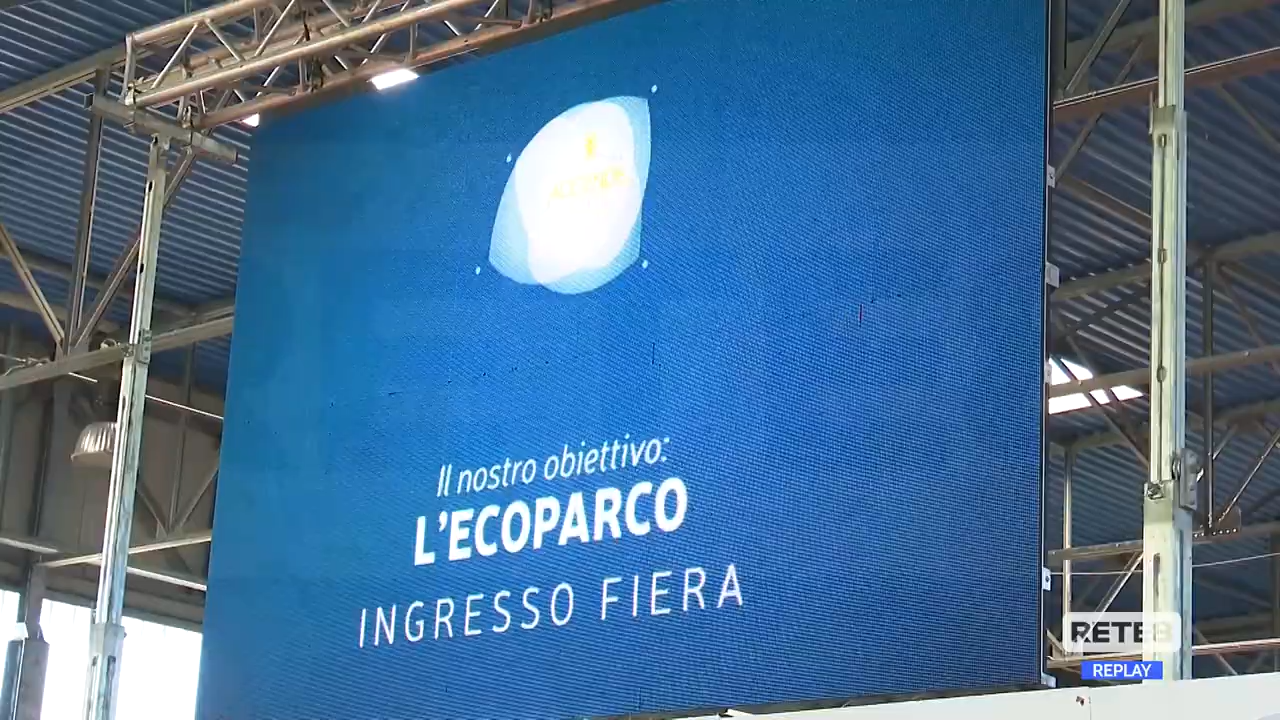 Il nostro obiettivo:
L'ECOPARCO
INGRESSO FIERA
RETE8
REPLAY